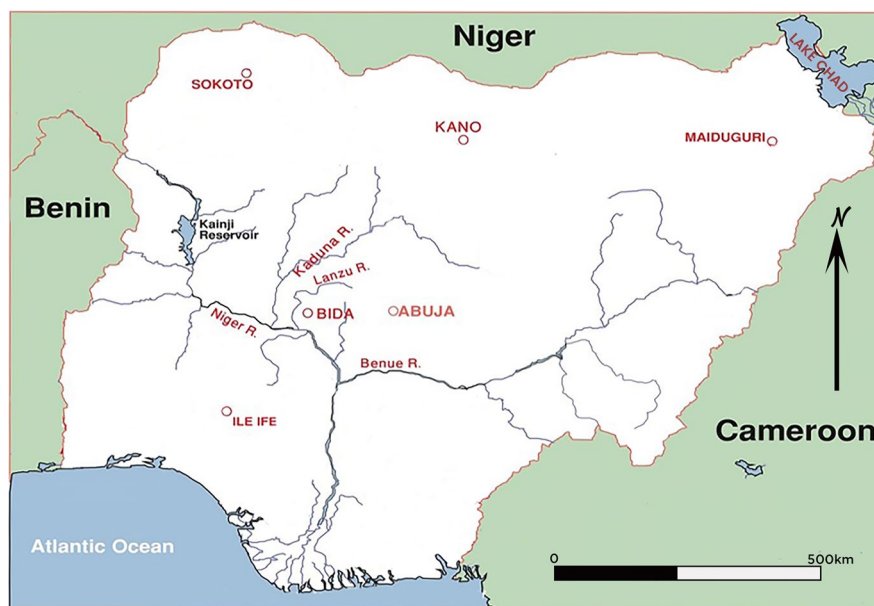 Niger
LAKE CHAD
SOKOTO
KANO
MAIDUGURI
Benin
Kainji
Reservoir
N
Kaduna R.
Lanzu R.
Niger R.
BIDA
ABUJA
Benue R.
ILE IFE
Cameroon
Atlantic Ocean
0
500km